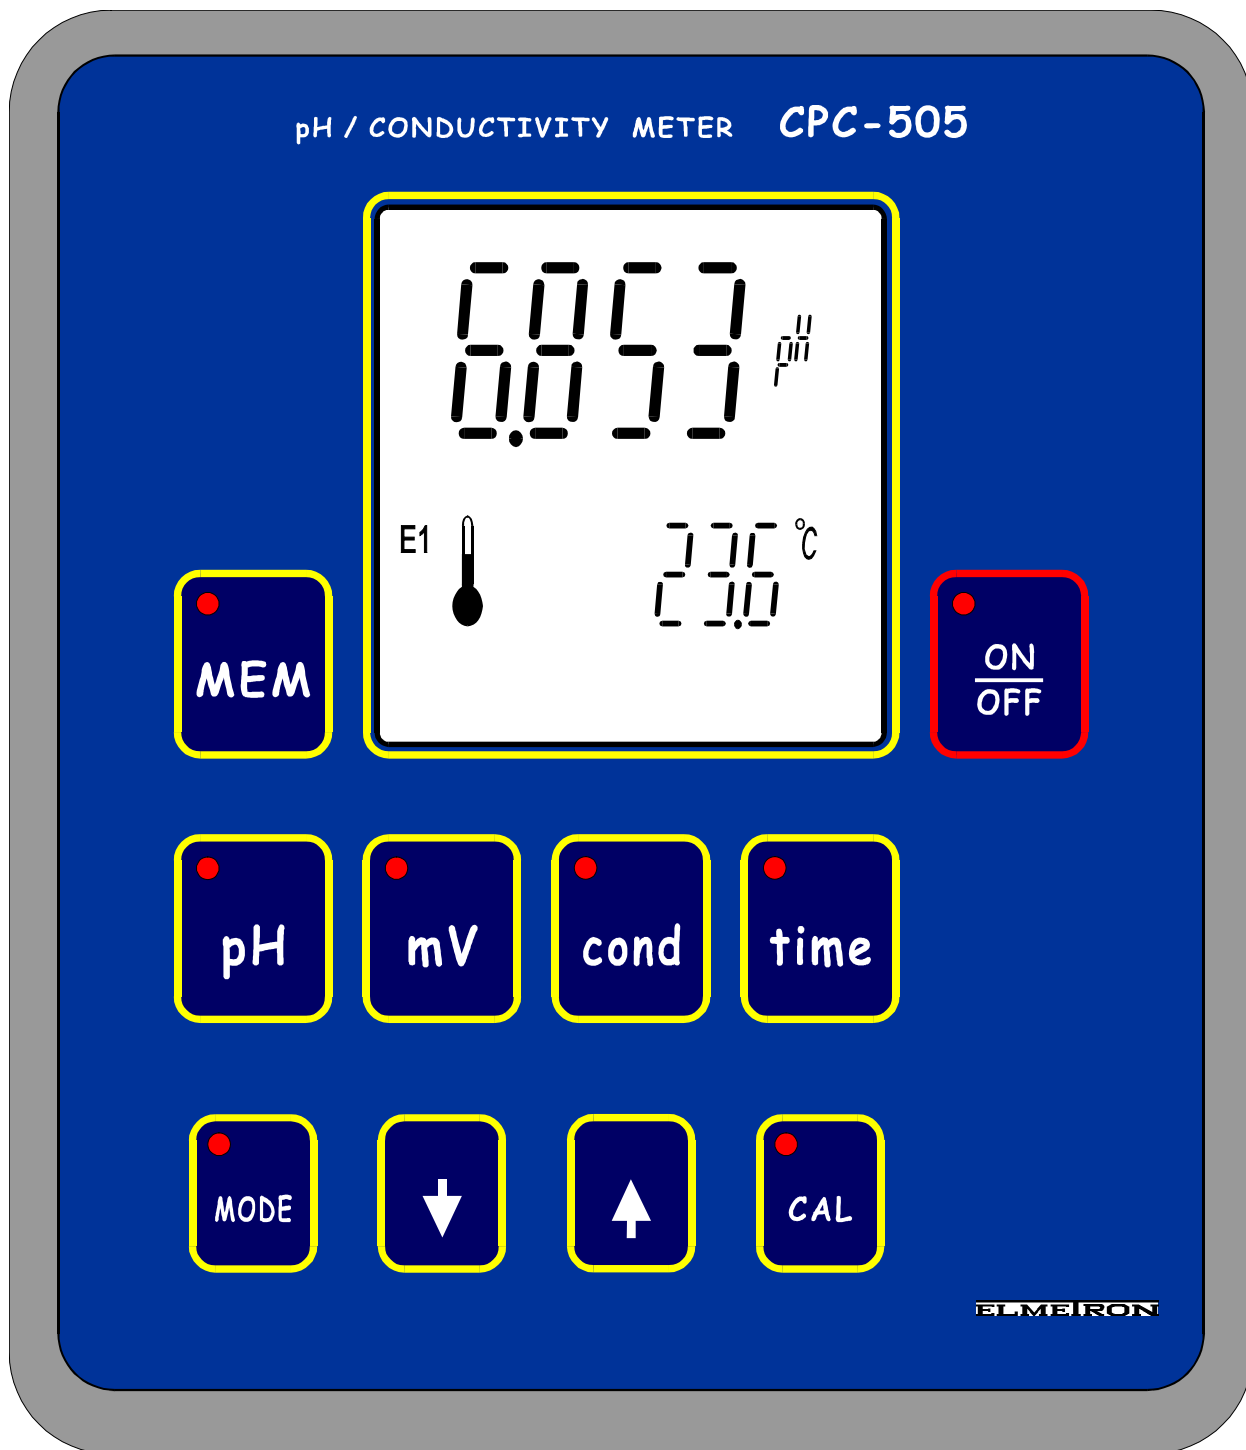 pH / CONDUCTIVITY METER CPC-505
6.853 pH
E1 23.6 °C
MEM
ON
OFF
pH mV cond time
MODE CAL
ELMETRON